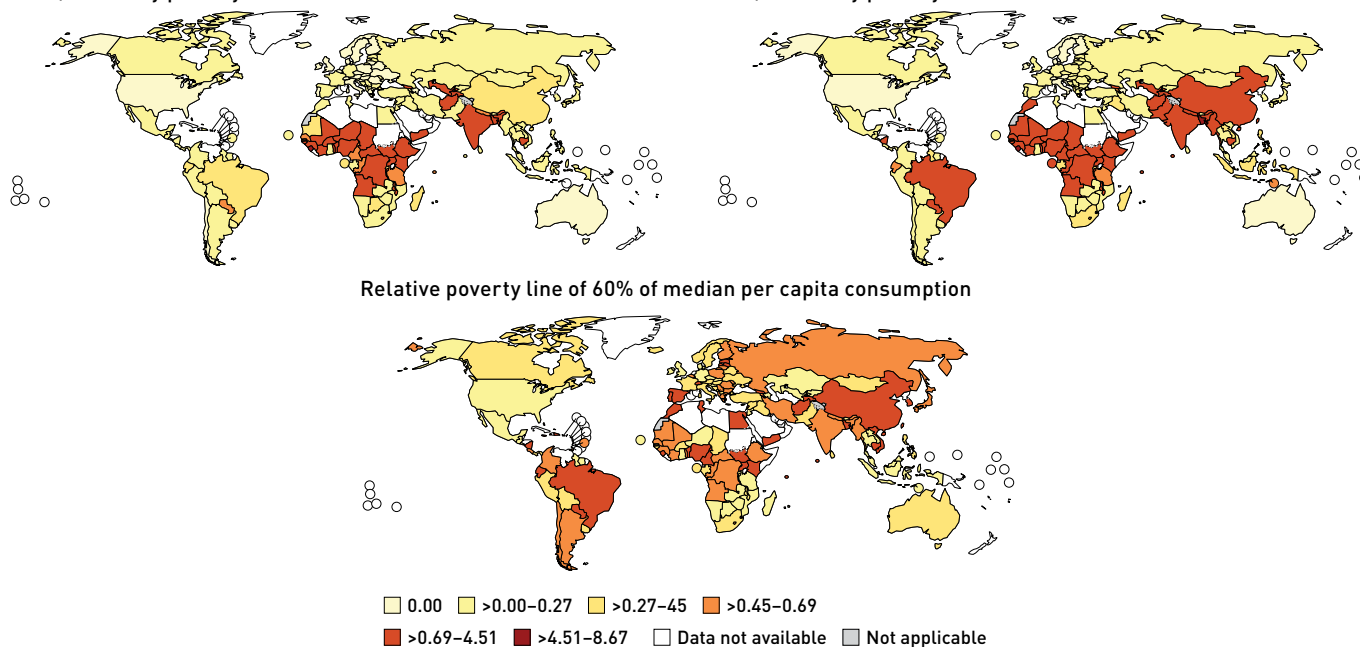 Relative poverty line of 60% of median per capita consumption
0.00 >0.00–0.27 >0.27–45 >0.45–0.69
>0.69–4.51 >4.51–8.67 Data not available Not applicable